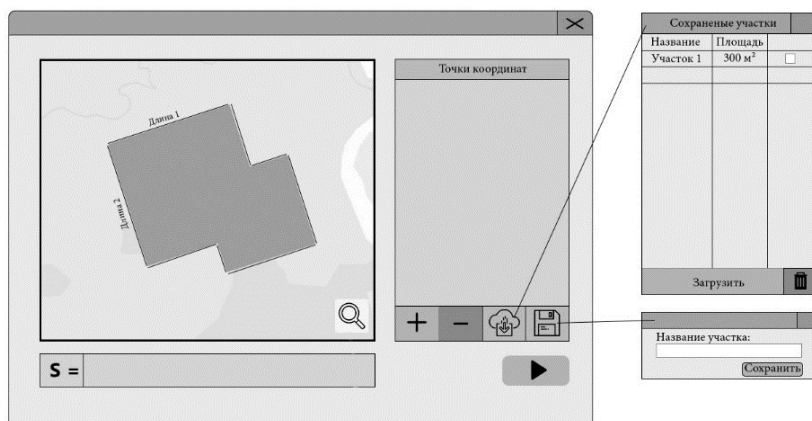 Сохраненые участки
Название Площадь
Участок 1 300 м²
Точки координат
Длина 1
Длина 2
Загрузить
S =
Название участка:
Сохранить